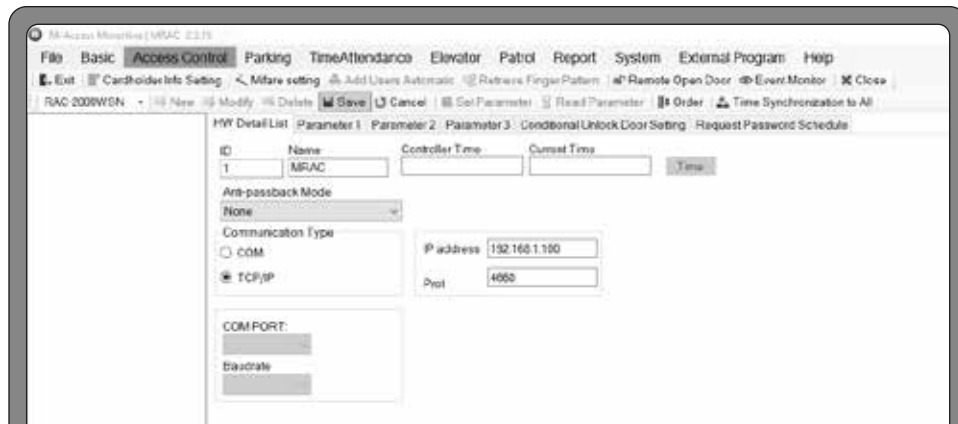 M-Access Mivanline | MRAC 2.3.15
File Basic Access Control Parking TimeAttendance Elevator Patrol Report System External Program Help
Exit Cardholder Info Setting Mifare setting Add Users Automatic Retrieve FingerPattern Remote Open Door Event Monitor Close
RAC-2000WSN New Modify Delete Save Cancel Set Parameter Read Parameter Order Time Synchronization to All
HW Detail List Parameter 1 Parameter 2 Parameter 3 Conditional Unlock Door Setting Request Password Schedule
ID Name Controller Time Current Time
1 MRAC Time
Anti-passback Mode
None
Communication Type
COM IP address 192.168.1.100
TCP/IP Prot 4660
COM PORT:
Baudrate